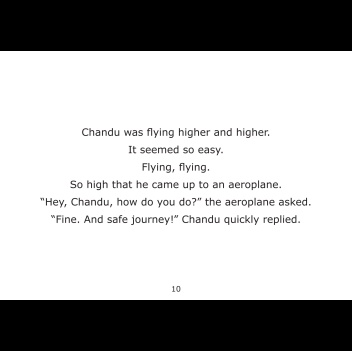 Chandu was flying higher and higher.
It seemed so easy.
Flying, flying.
So high that he came up to an aeroplane.
“Hey, Chandu, how do you do?” the aeroplane asked.
“Fine. And safe journey!” Chandu quickly replied.
10